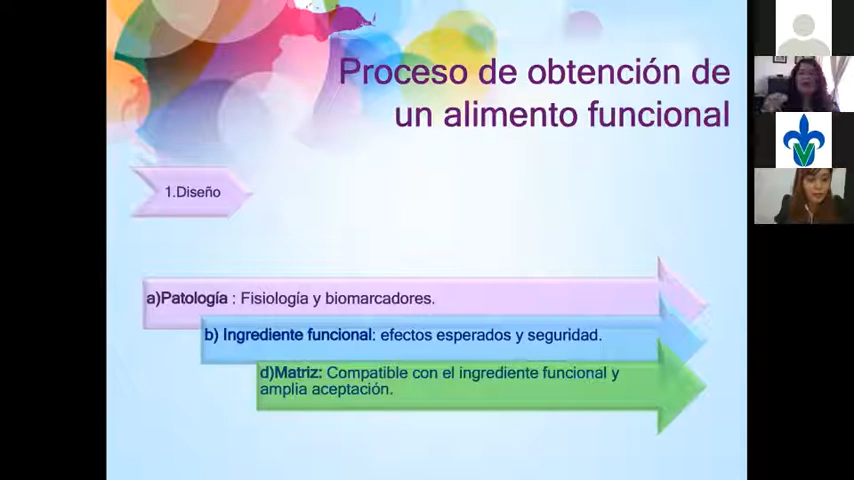 Proceso de obtención de
un alimento funcional
1.Diseño
a)Patología : Fisiología y biomarcadores.
b) Ingrediente funcional: efectos esperados y seguridad.
d)Matriz: Compatible con el ingrediente funcional y
amplia aceptación.